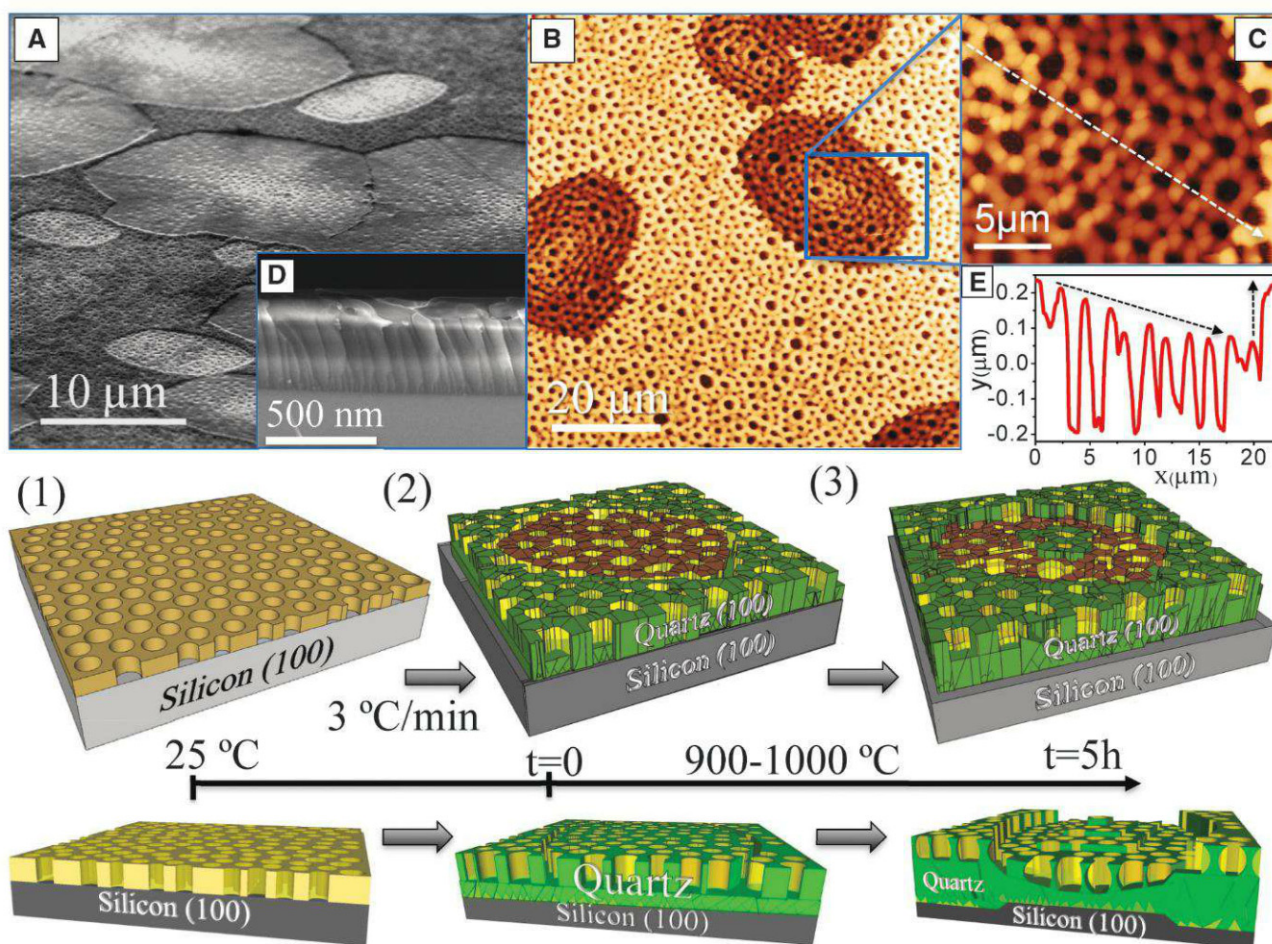 A
B
C
5μm
D
10 μm
500 nm
20 μm
E
0.2
0.1
0.0
-0.1
-0.2
y(μm)
0 5 10 15 20
x(μm)
(1)
(2)
(3)
Silicon (100)
Quartz (100)
Silicon (100)
Quartz (100)
Silicon (100)
3 ºC/min
25 ºC
t=0
900-1000 ºC
t=5h
Silicon (100)
Quartz
Silicon (100)
Quartz
Silicon (100)